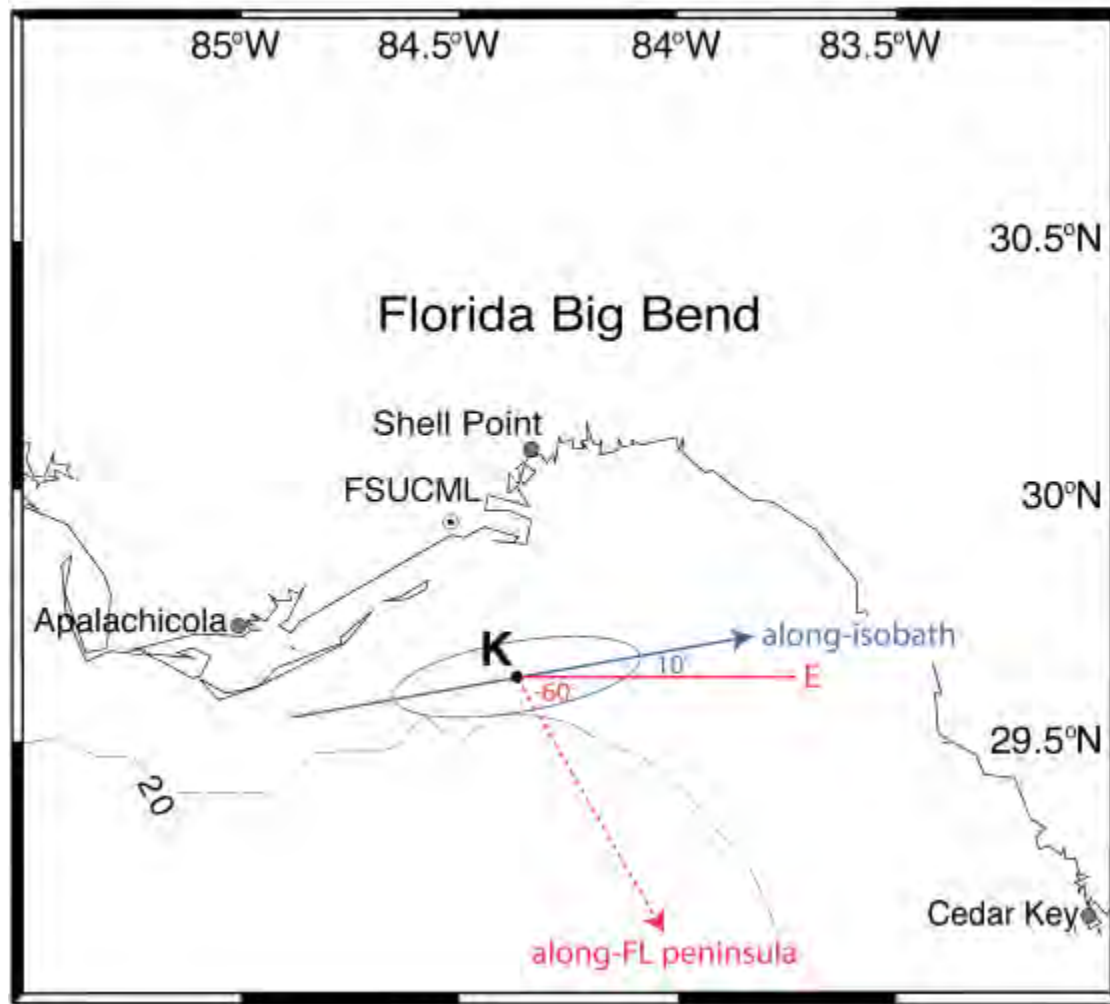 85°W 84.5°W 84°W 83.5°W
30.5°N
Florida Big Bend
Shell Point
FSUCML
30°N
Apalachicola
K
along-isobath
10°
E
-60
29.5°N
20
Cedar Key
along-FL peninsula